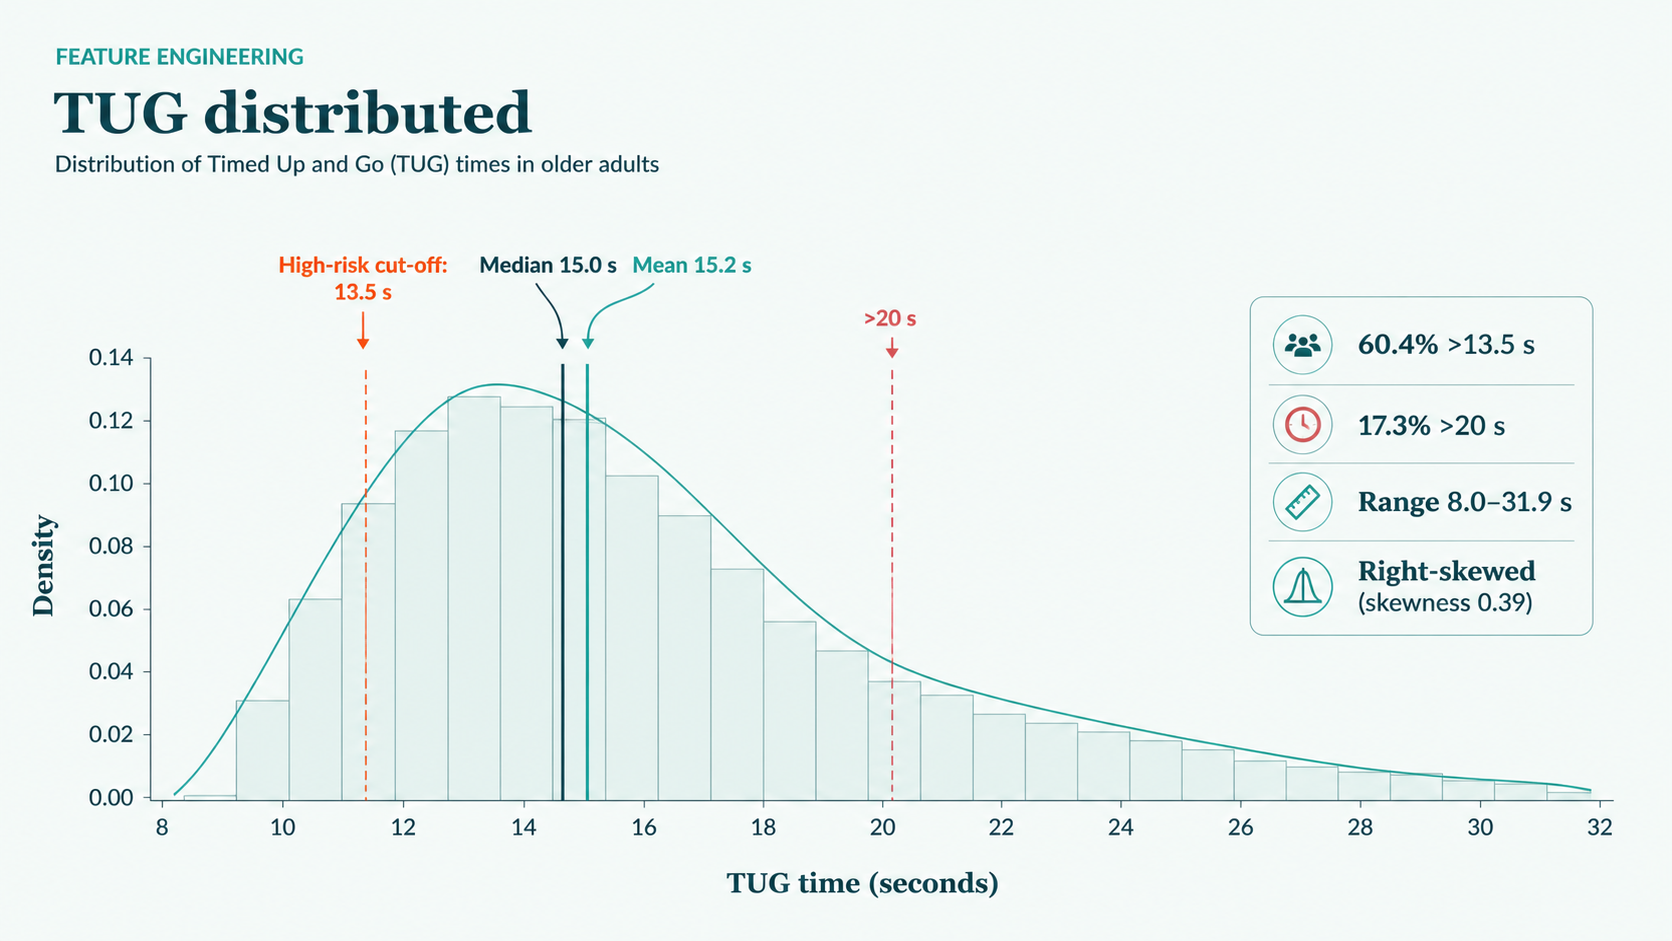 FEATURE ENGINEERING
TUG distributed
Distribution of Timed Up and Go (TUG) times in older adults
High-risk cut-off:
13.5 s
Median 15.0 s
Mean 15.2 s
>20 s
60.4% >13.5 s
17.3% >20 s
Range 8.0–31.9 s
Right-skewed
(skewness 0.39)
Density
0.14
0.12
0.10
0.08
0.06
0.04
0.02
0.00
8 10 12 14 16 18 20 22 24 26 28 30 32
TUG time (seconds)